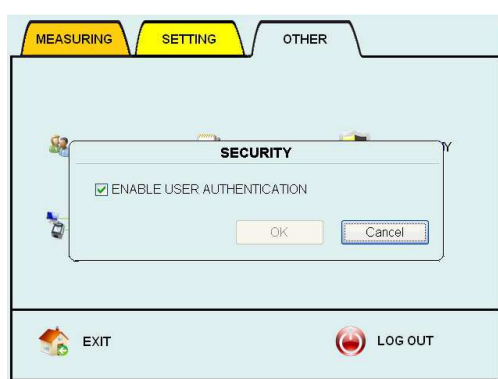 MEASURING SETTING OTHER
SECURITY
ENABLE USER AUTHENTICATION
OK Cancel
EXIT LOG OUT